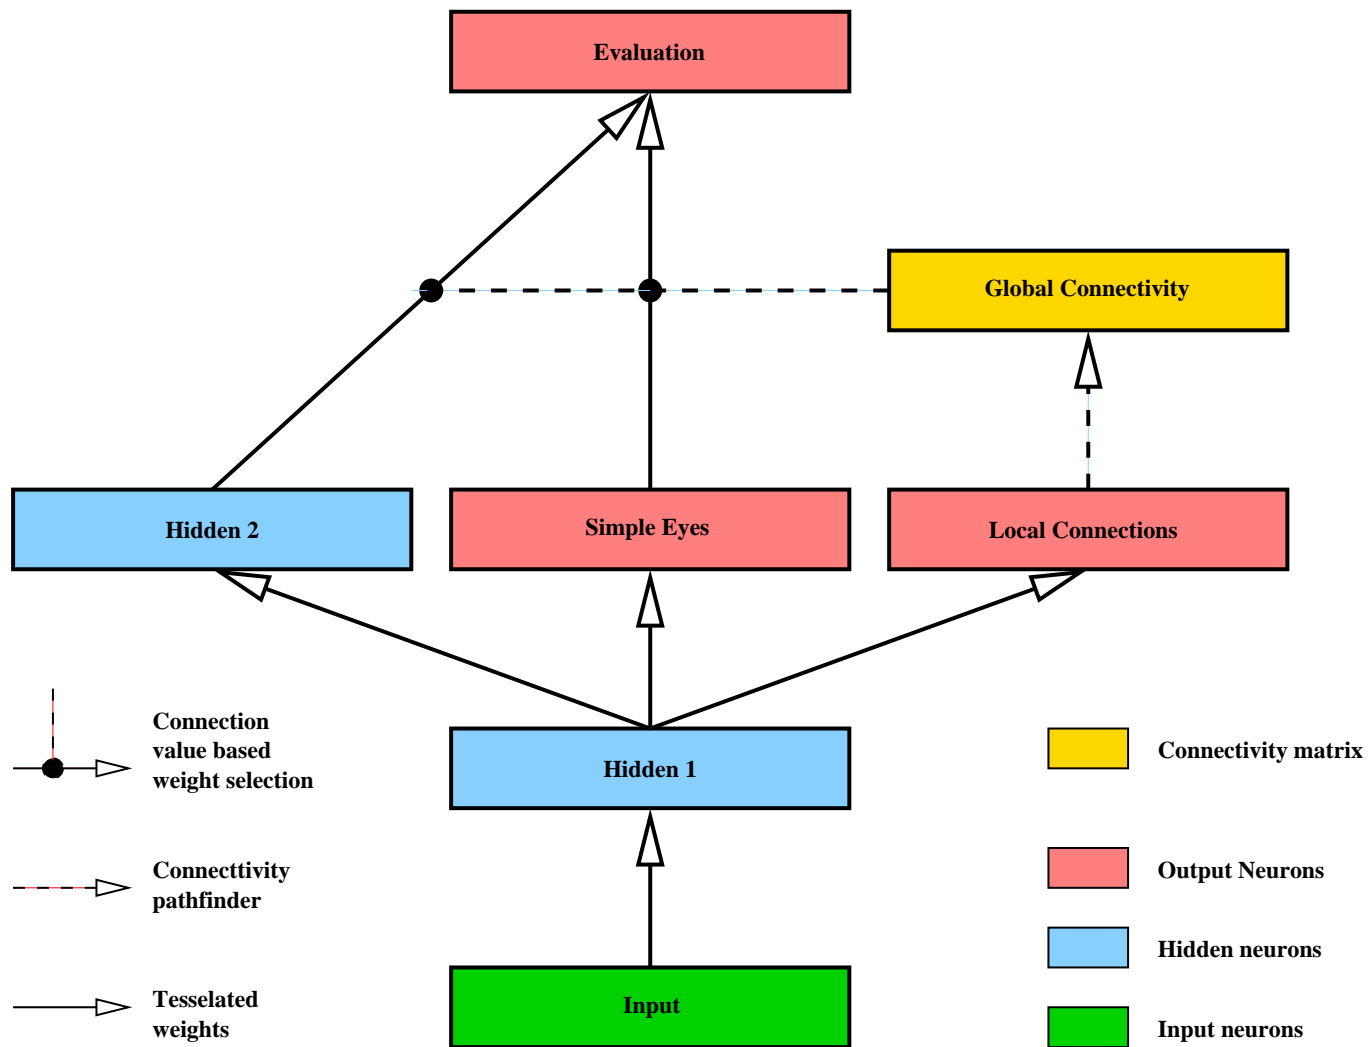 Evaluation
Global Connectivity
Hidden 2
Simple Eyes
Local Connections
Hidden 1
Input
Connection
value based
weight selection
Connecttivity
pathfinder
Tesselated
weights
Connectivity matrix
Output Neurons
Hidden neurons
Input neurons